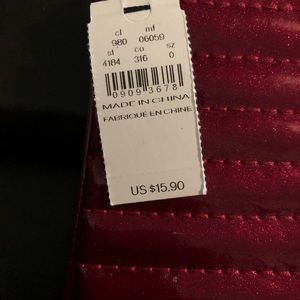 cl mf
980 06059
st co sz
4184 316 0
0909 3678
MADE IN CHINA
FABRIQUÉ EN CHINE
US $15.90